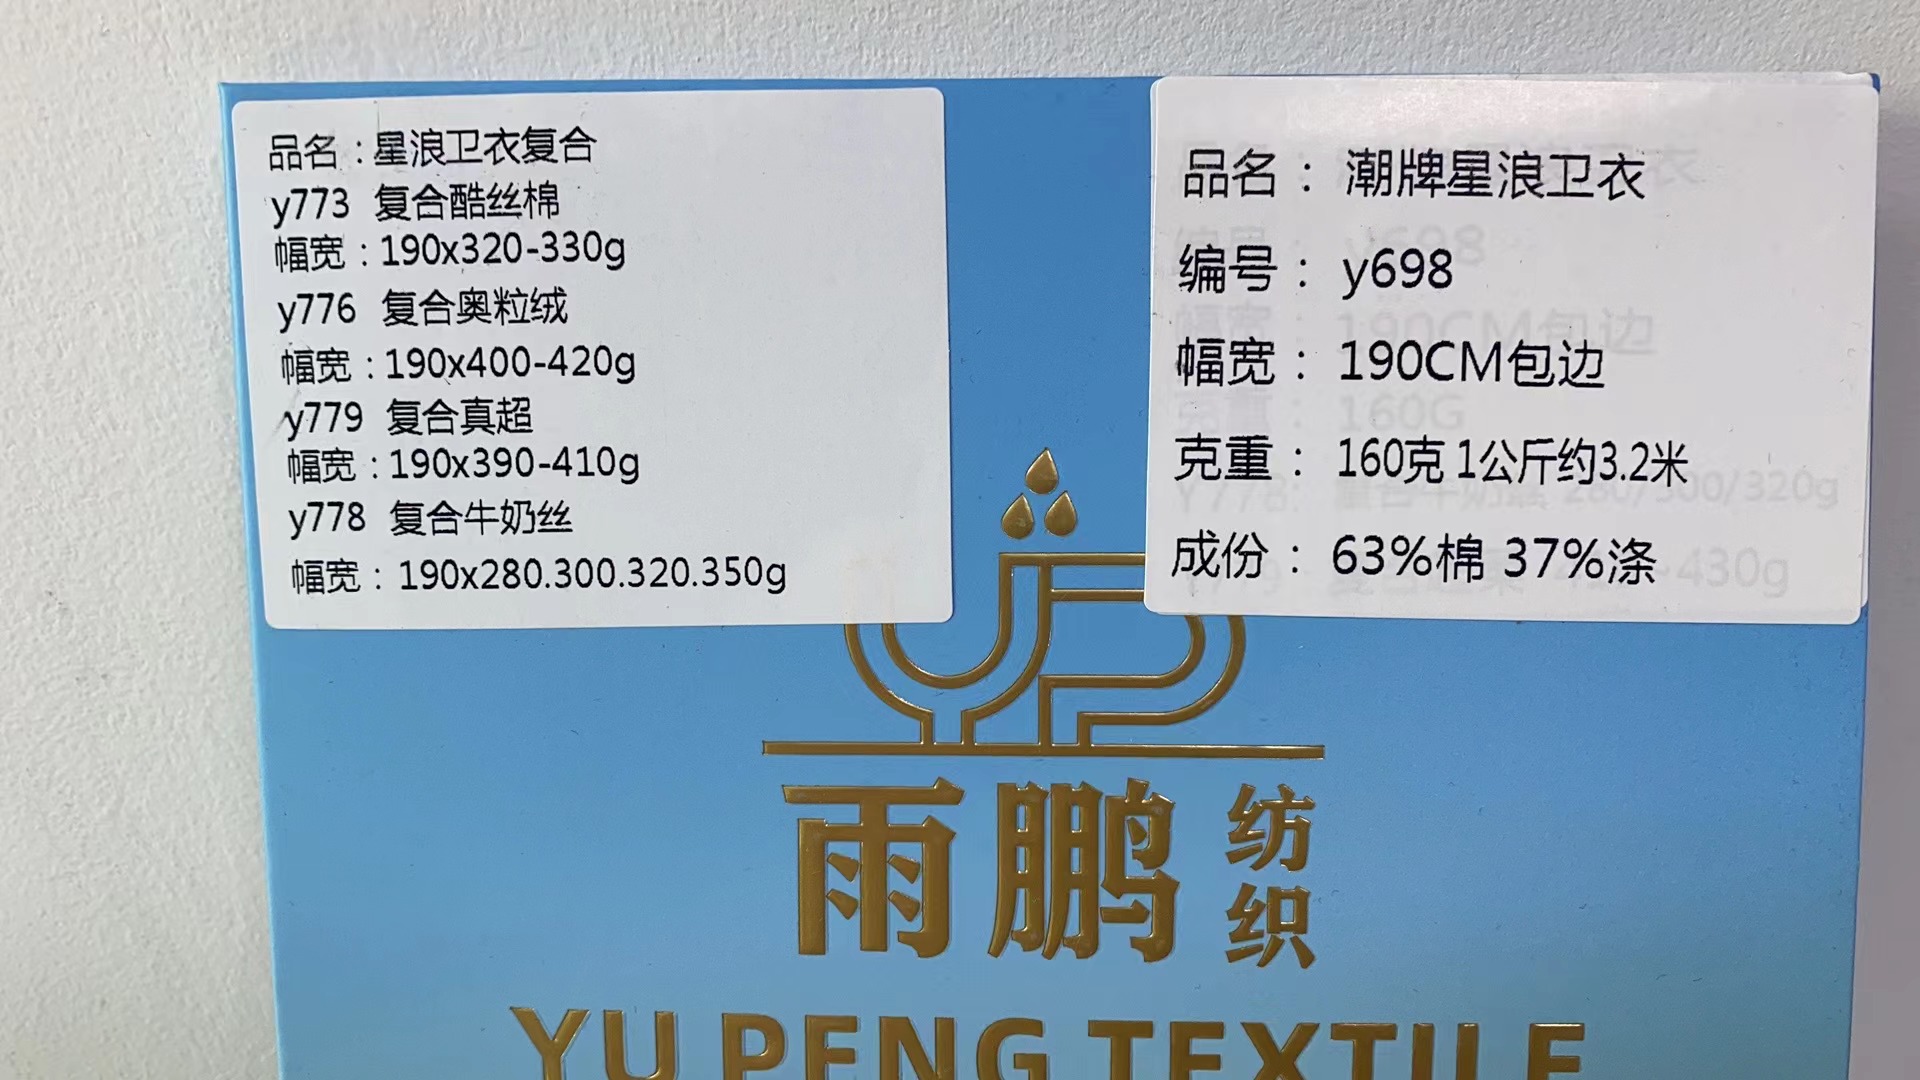 品名：星浪卫衣复合
y773 复合酷丝棉
幅宽：190x320-330g
y776 复合奥粒绒
幅宽：190x400-420g
y779 复合真超
幅宽：190x390-410g
y778 复合牛奶丝
幅宽：190x280.300.320.350g
品名： 潮牌星浪卫衣
编号： y698
幅宽： 190CM包边
克重： 160克 1公斤约3.2米
成份： 63%棉 37%涤
雨鹏纺织
YU PENG TEXTILE